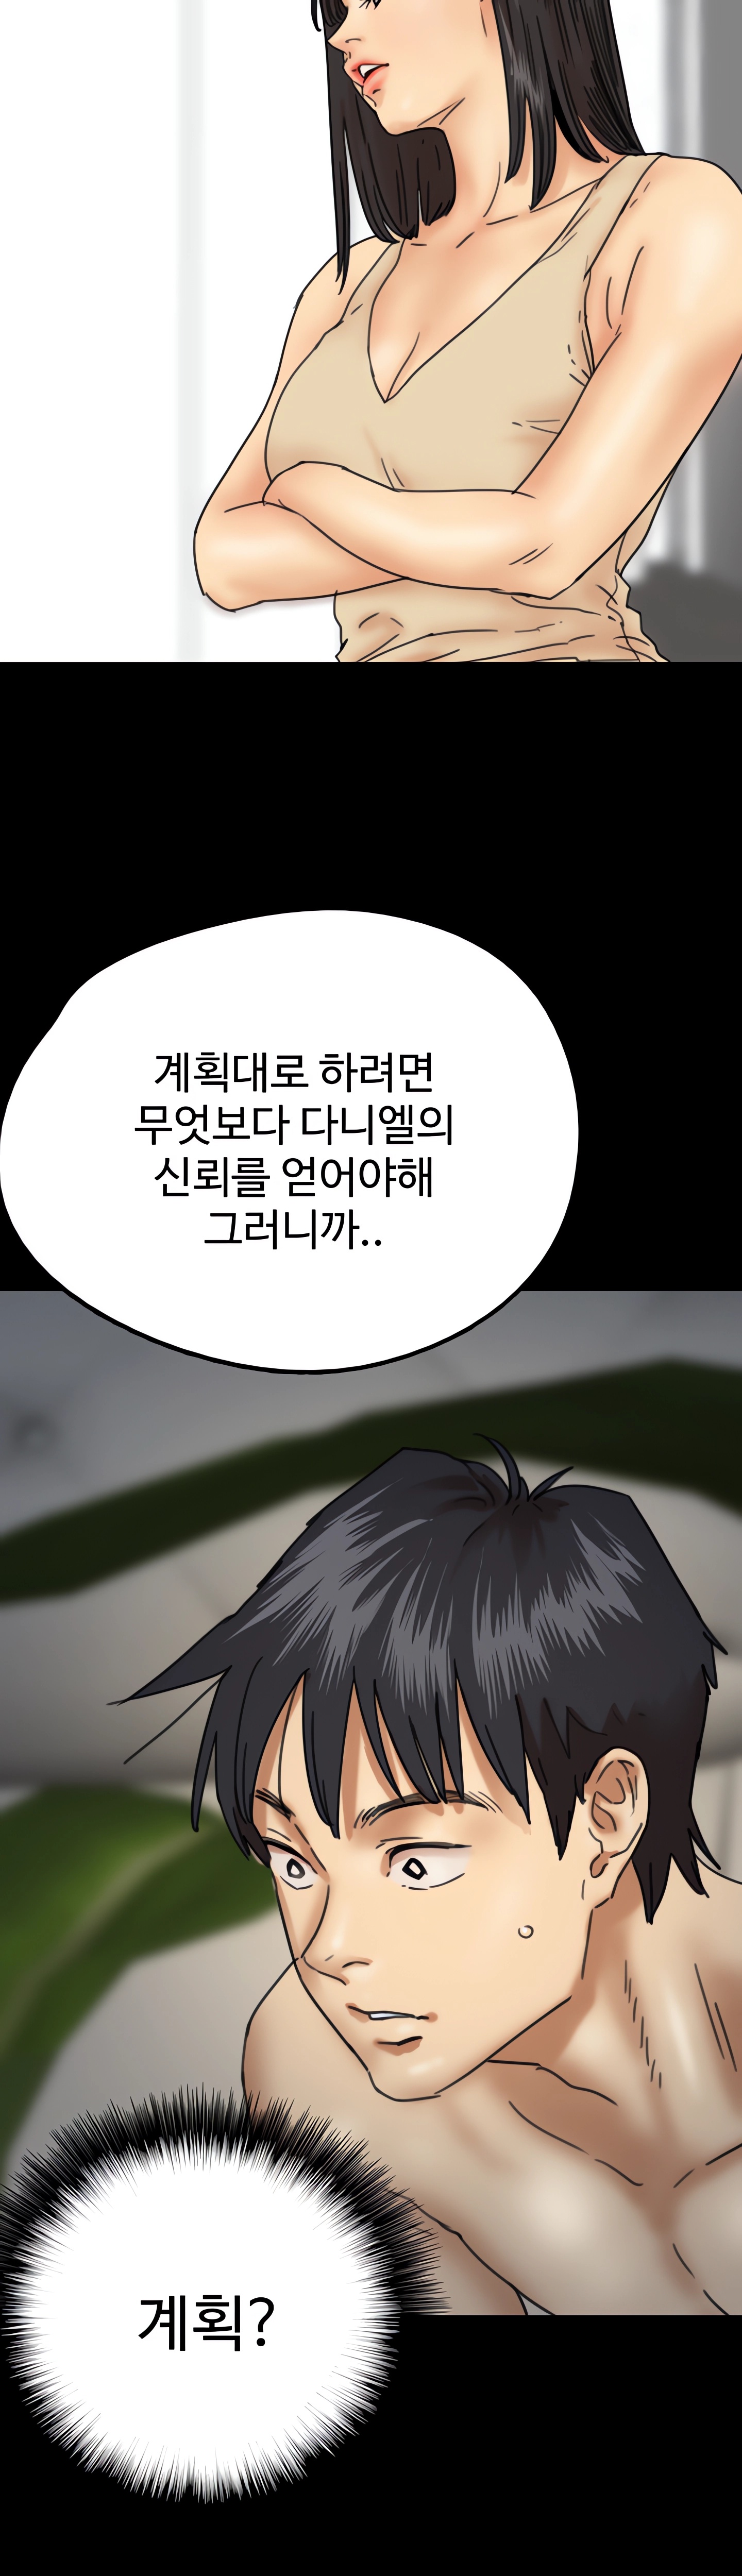 계획대로 하려면
무엇보다 다니엘의
신뢰를 얻어야해
그러니까..
계획?